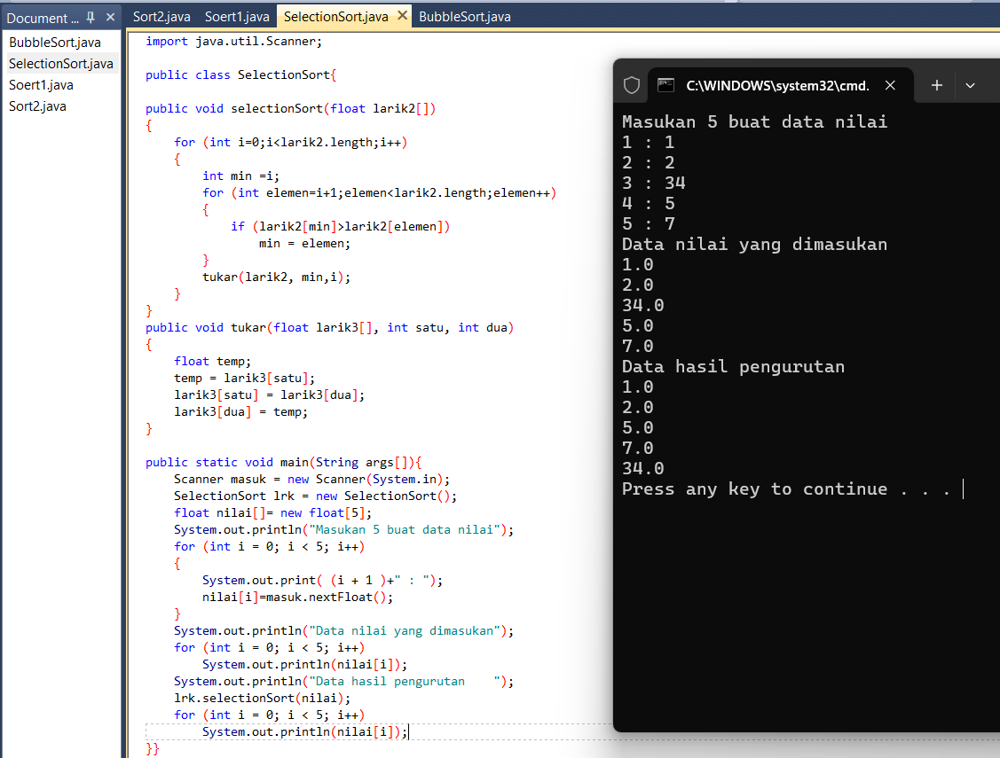 Document ...
Sort2.java Soert1.java SelectionSort.java BubbleSort.java
BubbleSort.java
SelectionSort.java
Soert1.java
Sort2.java
import java.util.Scanner;
public class SelectionSort{
public void selectionSort(float larik2[])
{
for (int i=0;i<larik2.length;i++)
{
int min =i;
for (int elemen=i+1;elemen<larik2.length;elemen++)
{
if (larik2[min]>larik2[elemen])
min = elemen;
}
tukar(larik2, min,i);
}
}
public void tukar(float larik3[], int satu, int dua)
{
float temp;
temp = larik3[satu];
larik3[satu] = larik3[dua];
larik3[dua] = temp;
}
public static void main(String args[]){
Scanner masuk = new Scanner(System.in);
SelectionSort lrk = new SelectionSort();
float nilai[]= new float[5];
System.out.println("Masukan 5 buat data nilai");
for (int i = 0; i < 5; i++)
{
System.out.print( (i + 1 )+" : ");
nilai[i]=masuk.nextFloat();
}
System.out.println("Data nilai yang dimasukan");
for (int i = 0; i < 5; i++)
System.out.println(nilai[i]);
System.out.println("Data hasil pengurutan    ");
lrk.selectionSort(nilai);
for (int i = 0; i < 5; i++)
System.out.println(nilai[i]);
}}
C:\WINDOWS\system32\cmd.
Masukan 5 buat data nilai
1 : 1
2 : 2
3 : 34
4 : 5
5 : 7
Data nilai yang dimasukan
1.0
2.0
34.0
5.0
7.0
Data hasil pengurutan
1.0
2.0
5.0
7.0
34.0
Press any key to continue . . .